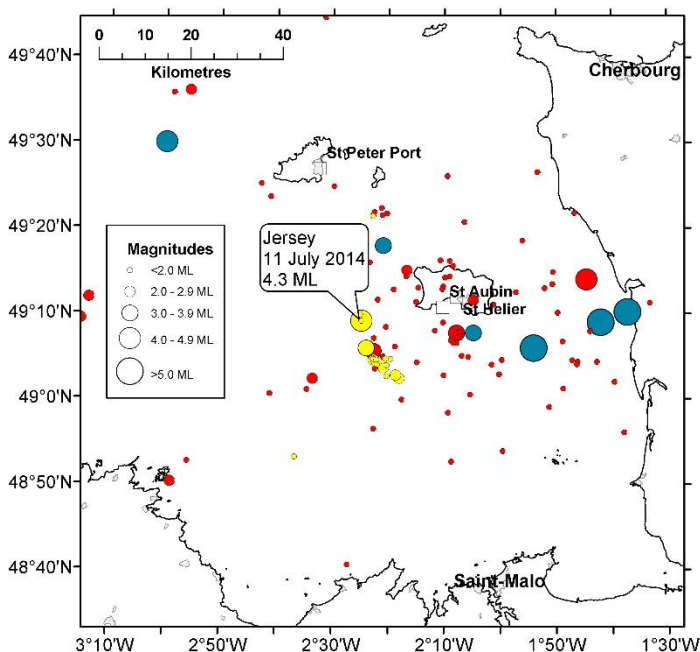 0 10 20 40
Kilometres
Cherbourg
St Peter Port
Jersey
11 July 2014
4.3 ML
St Aubin
St Helier
Magnitudes
<2.0 ML
2.0 - 2.9 ML
3.0 - 3.9 ML
4.0 - 4.9 ML
>5.0 ML
Saint-Malo
49°40'N
49°30'N
49°20'N
49°10'N
49°0'N
48°50'N
48°40'N
3°10'W 2°50'W 2°30'W 2°10'W 1°50'W 1°30'W